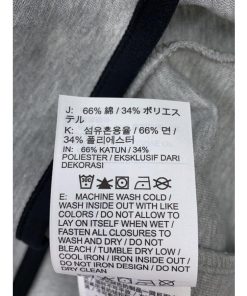 J: 66% 綿 / 34% ポリエス
テル
K: 섬유혼용율 / 66% 면 /
34% 폴리에스터
IN: 66% KATUN / 34%
POLIESTER / EKSKLUSIF DARI
DEKORASI
E: MACHINE WASH COLD /
WASH INSIDE OUT WITH LIKE
COLORS / DO NOT ALLOW TO
LAY ON ITSELF WHEN WET /
FASTEN ALL CLOSURES TO
WASH AND DRY / DO NOT
BLEACH / TUMBLE DRY LOW /
COOL IRON / IRON INSIDE OUT /
DO NOT IRON DESIGN / DO NOT
DRY CLEAN